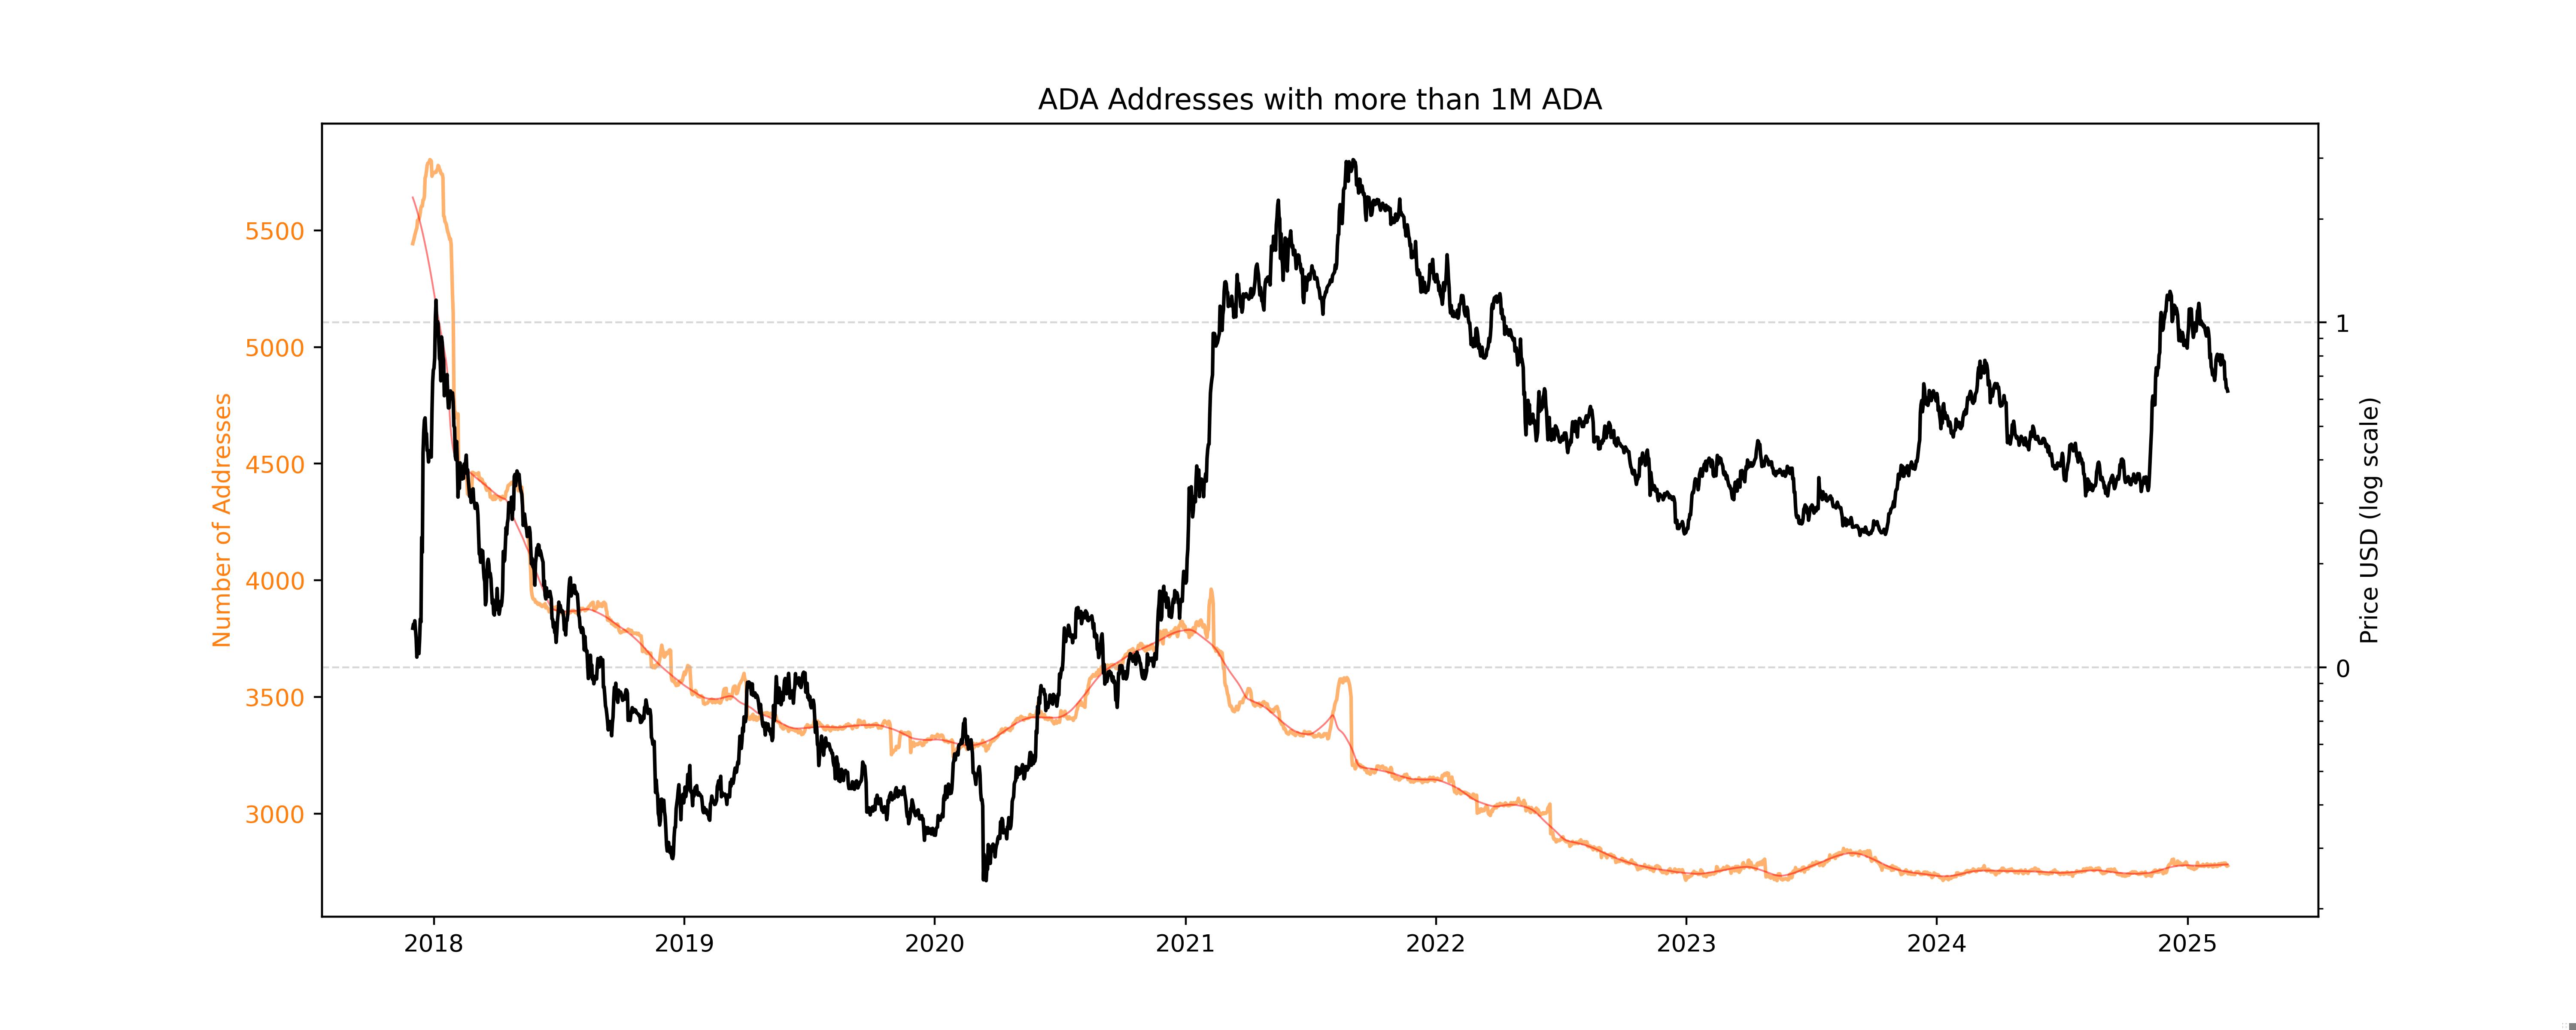 ADA Addresses with more than 1M ADA
Number of Addresses
5500
5000
4500
4000
3500
3000
1
0
Price USD (log scale)
2018 2019 2020 2021 2022 2023 2024 2025